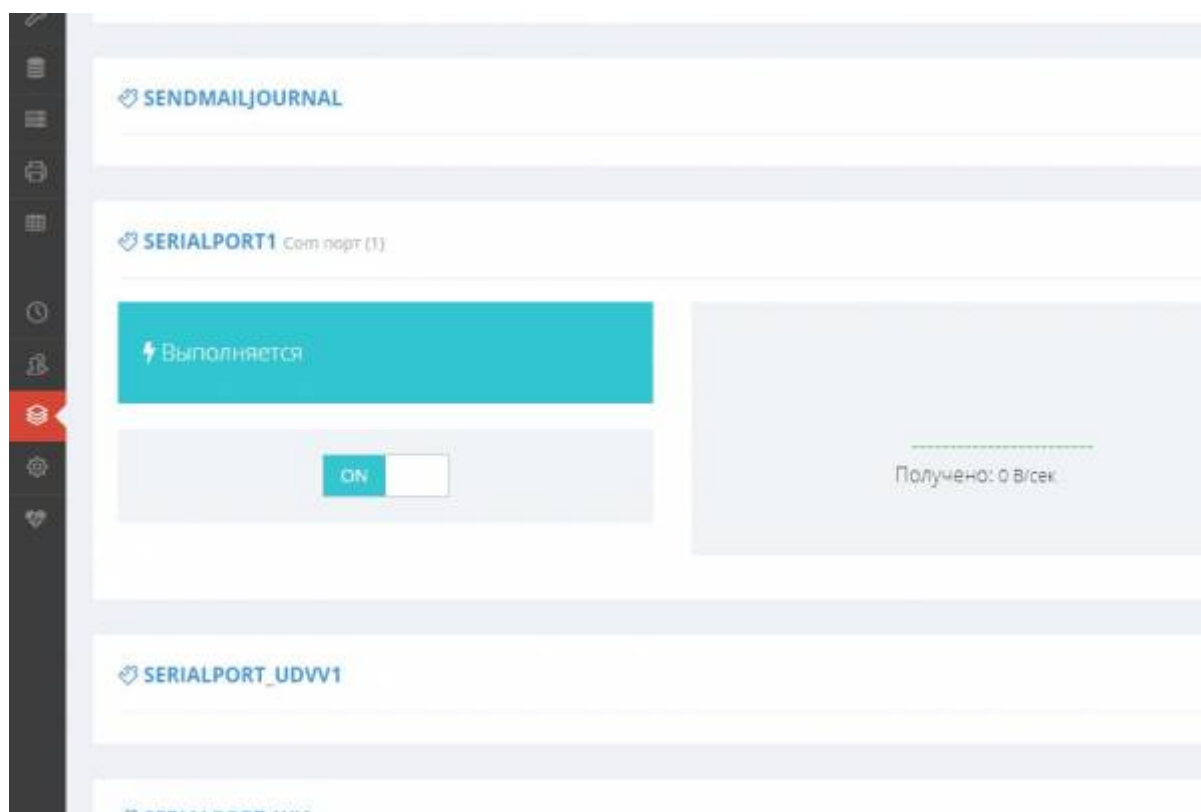 SENDMAILJOURNAL
SERIALPORT1 Com порт (1)
Выполняется
ON
Получено: 0 B/сек
SERIALPORT_UDVV1